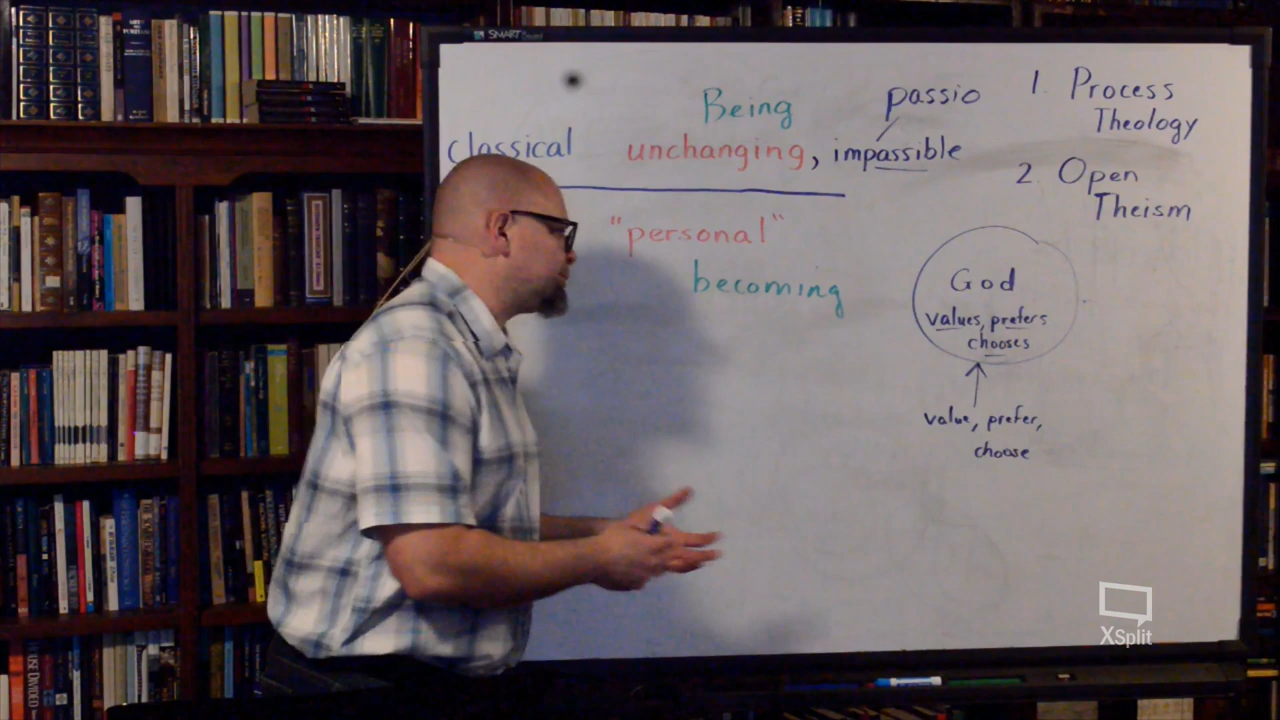 SMART
Being
passio
1. Process
Theology
classical
unchanging, impassible
2. Open
Theism
"personal"
becoming
God
values, prefers
chooses
value, prefer,
choose
XSplit